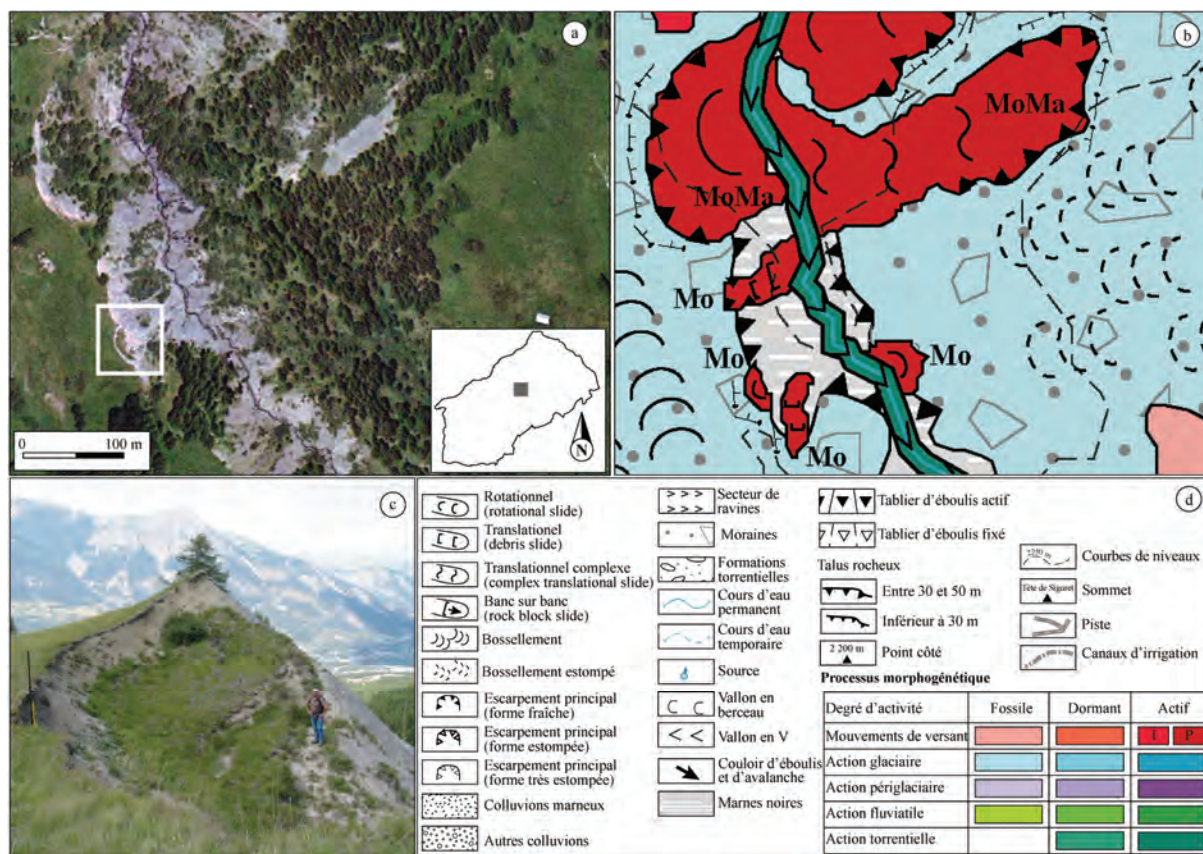 a
0 100 m
N
b
MoMa
MoMa
Mo
Mo
Mo
Mo
c
d
Rotationnel
(rotational slide)
Translationel
(debris slide)
Translationnel complexe
(complex translational slide)
Banc sur banc
(rock block slide)
Bossellement
Bossellement estompé
Escarpement principal
(forme fraîche)
Escarpement principal
(forme estompée)
Escarpement principal
(forme très estompée)
Colluvions marneux
Autres colluvions
Secteur de
ravines
Moraines
Formations
torrentielles
Cours d'eau
permanent
Cours d'eau
temporaire
Source
Vallon en
berceau
Vallon en V
Couloir d'éboulis
et d'avalanche
Marnes noires
Tablier d'éboulis actif
Tablier d'éboulis fixé
Talus rocheux
Entre 30 et 50 m
Inférieur à 30 m
2 200 m
Point côté
Courbes de niveaux
Tête de Siguret
Sommet
Piste
Canaux d'irrigation
Processus morphogénétique
Degré d'activité Fossile Dormant Actif
Mouvements de versant I P
Action glaciaire
Action périglaciaire
Action fluviatile
Action torrentielle